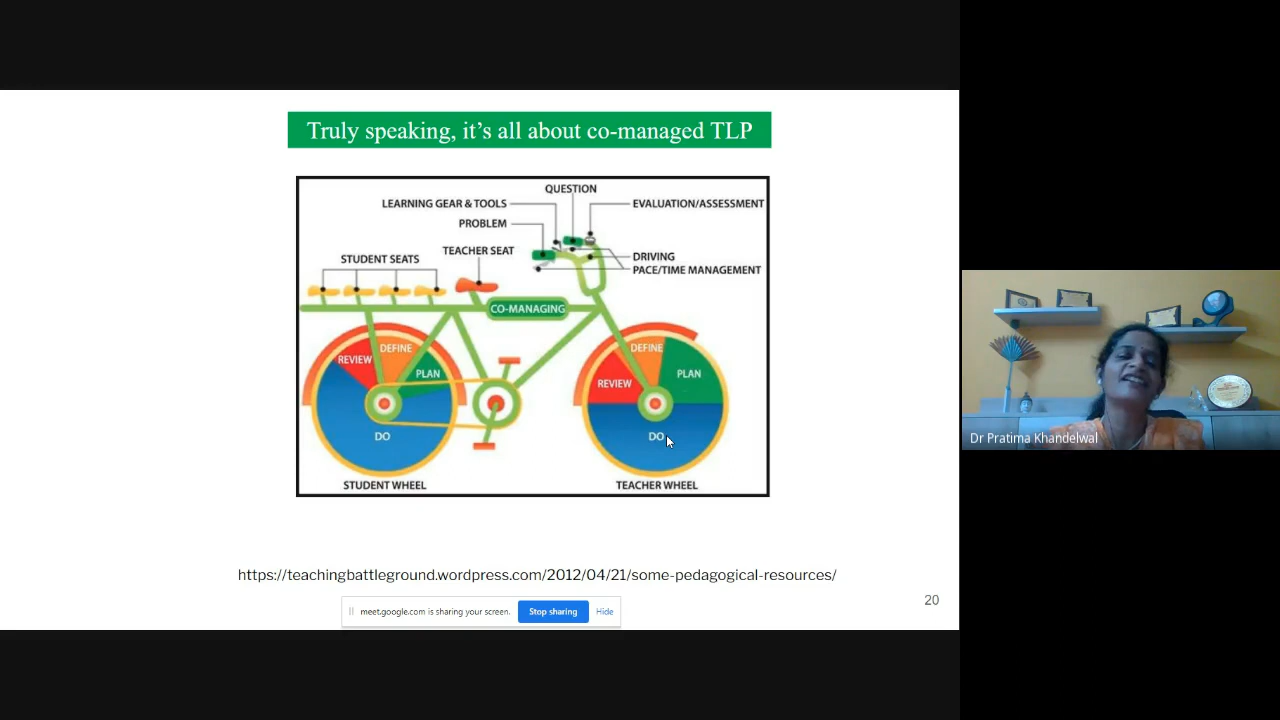 Truly speaking, it's all about co-managed TLP
QUESTION
LEARNING GEAR & TOOLS
EVALUATION/ASSESSMENT
PROBLEM
TEACHER SEAT
DRIVING
STUDENT SEATS
PACE/TIME MANAGEMENT
CO-MANAGING
REVIEW
DEFINE
PLAN
DO
STUDENT WHEEL
REVIEW
DEFINE
PLAN
DO
TEACHER WHEEL
https://teachingbattleground.wordpress.com/2012/04/21/some-pedagogical-resources/
20
meet.google.com is sharing your screen.
Stop sharing
Hide
Dr Pratima Khandelwal